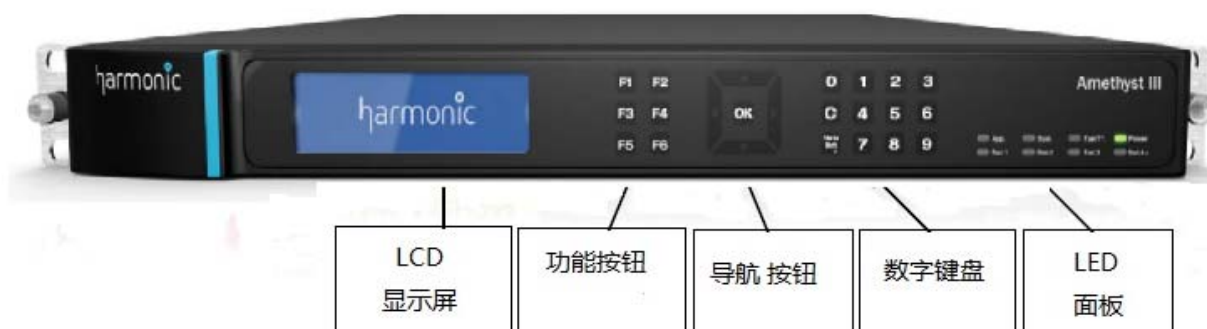 harmonic
harmonic
F1 F2
F3 F4
F5 F6
OK
0 1 2 3
C 4 5 6
7 8 9
Amethyst III
Power
LCD
显示屏
功能按钮
导航 按钮
数字键盘
LED
面板